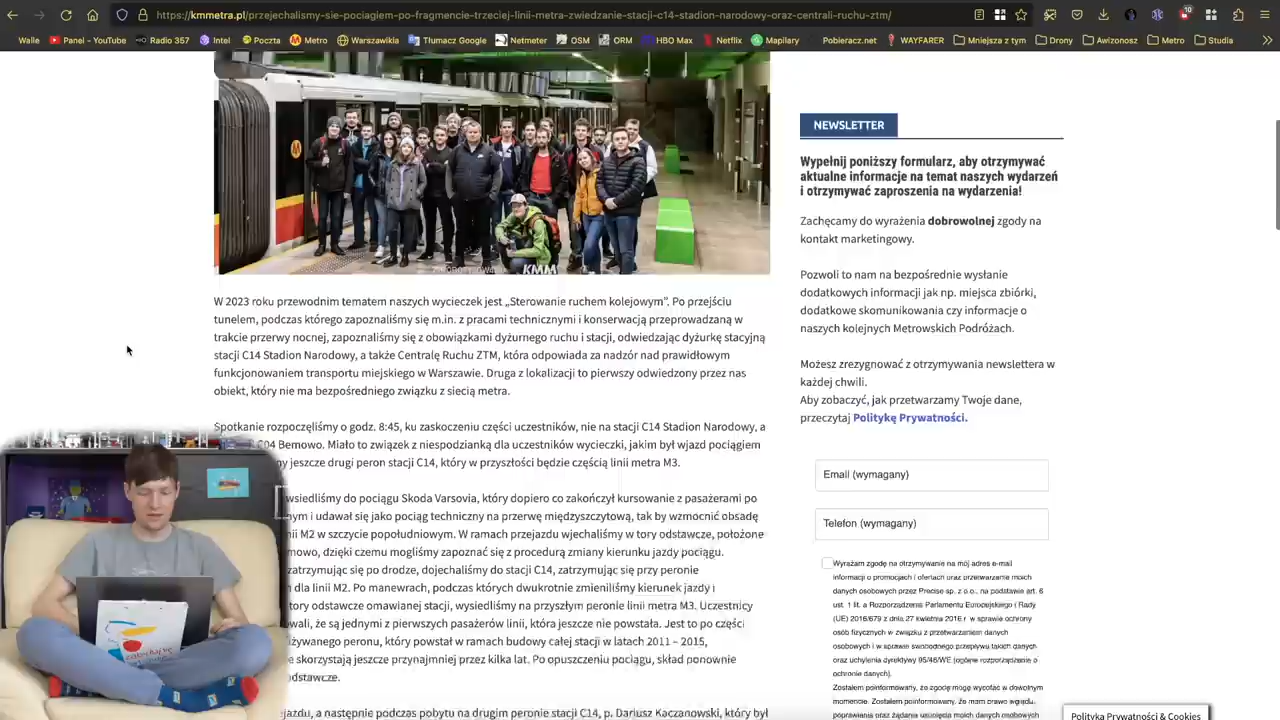 https://kmmetra.pl/przejechalismy-sie-pociagiem-po-fragmencie-trzeciej-linii-metra-zwiedzanie-stacji-c14-stadion-narodowy-oraz-centrali-ruchu-ztm/
10
Walle Panel - YouTube Radio 357 Intel Poczta Metro Warszawikia Tłumacz Google Netmeter OSM ORM HBO Max Netflix Mapilary Pobieracz.net WAYFARER Mniejsza z tym Drony Awizonosz Metro Studia
KMM
W 2023 roku przewodnim tematem naszych wycieczek jest „Sterowanie ruchem kolejowym”. Po przejściu
tunelem, podczas którego zapoznaliśmy się m.in. z pracami technicznymi i konserwacją przeprowadzaną w
trakcie przerwy nocnej, zapoznaliśmy się z obowiązkami dyżurnego ruchu i stacji, odwiedzając dyżurkę stacyjną
stacji C14 Stadion Narodowy, a także Centralę Ruchu ZTM, która odpowiada za nadzór nad prawidłowym
funkcjonowaniem transportu miejskiego w Warszawie. Druga z lokalizacji to pierwszy odwiedzony przez nas
obiekt, który nie ma bezpośredniego związku z siecią metra.
Spotkanie rozpoczęliśmy o godz. 8:45, ku zaskoczeniu części uczestników, nie na stacji C14 Stadion Narodowy, a
C04 Bemowo. Miało to związek z niespodzianką dla uczestników wycieczki, jakim był wjazd pociągiem
jeszcze drugi peron stacji C14, który w przyszłości będzie częścią linii metra M3.
wsiedliśmy do pociągu Skoda Varsovia, który dopiero co zakończył kursowanie z pasażerami po
nym i udawał się jako pociąg techniczny na przerwę międzyszczytową, tak by wzmocnić obsadę
nii M2 w szczycie popołudniowym. W ramach przejazdu wjechaliśmy w tory odstawcze, położone
mowo, dzięki czemu mogliśmy zapoznać się z procedurą zmiany kierunku jazdy pociągu.
zatrzymując się po drodze, dojechaliśmy do stacji C14, zatrzymując się przy peronie
dla linii M2. Po manewrach, podczas których dwukrotnie zmieniliśmy kierunek jazdy i
tory odstawcze omawianej stacji, wysiedliśmy na przyszłym peronie linii metra M3. Uczestnicy
wali, że są jednymi z pierwszych pasażerów linii, która jeszcze nie powstała. Jest to po części
żywanego peronu, który powstał w ramach budowy całej stacji w latach 2011 – 2015,
skorzystają jeszcze przynajmniej przez kilka lat. Po opuszczeniu pociągu, skład ponownie
dstawcze.
jazdu, a następnie podczas pobytu na drugim peronie stacji C14, p. Dariusz Kaczanowski, który był
NEWSLETTER
Wypełnij poniższy formularz, aby otrzymywać
aktualne informacje na temat naszych wydarzeń
i otrzymywać zaproszenia na wydarzenia!
Zachęcamy do wyrażenia dobrowolnej zgody na
kontakt marketingowy.
Pozwoli to nam na bezpośrednie wysłanie
dodatkowych informacji jak np. miejsca zbiórki,
dodatkowe skomunikowania czy informacje o
naszych kolejnych Metrowskich Podróżach.
Możesz zrezygnować z otrzymywania newslettera w
każdej chwili.
Aby zobaczyć, jak przetwarzamy Twoje dane,
przeczytaj Politykę Prywatności.
Email (wymagany)
Telefon (wymagany)
Wyrażam zgodę na otrzymywanie na mój adres e-mail
informacji o promocjach i ofertach oraz przetwarzanie moich
danych osobowych przez Precise sp. z o.o., na podstawie art. 6
ust. 1 lit. a Rozporządzenia Parlamentu Europejskiego i Rady
(UE) 2016/679 z dnia 27 kwietnia 2016 r. w sprawie ochrony
osób fizycznych w związku z przetwarzaniem danych
osobowych i w sprawie swobodnego przepływu takich danych
oraz uchylenia dyrektywy 95/46/WE (ogólne rozporządzenie o
ochronie danych).
Zostałem poinformowany, że zgodę mogę wycofać w dowolnym
momencie. Zostałem poinformowany, że mam prawo wglądu,
poprawiania oraz żądania usunięcia moich danych osobowych
Polityka Prywatności & Cookies